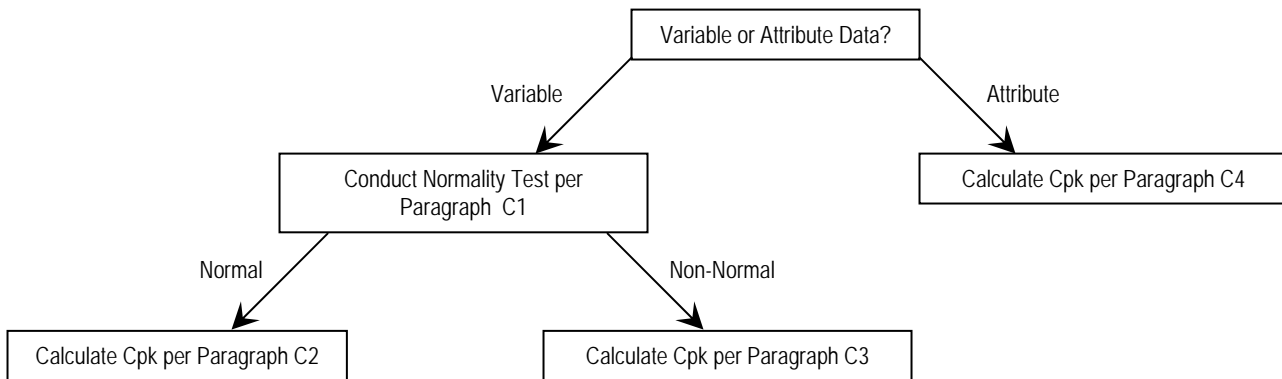 Variable or Attribute Data?
Variable
Attribute
Conduct Normality Test per
Paragraph C1
Calculate Cpk per Paragraph C4
Normal
Non-Normal
Calculate Cpk per Paragraph C2
Calculate Cpk per Paragraph C3